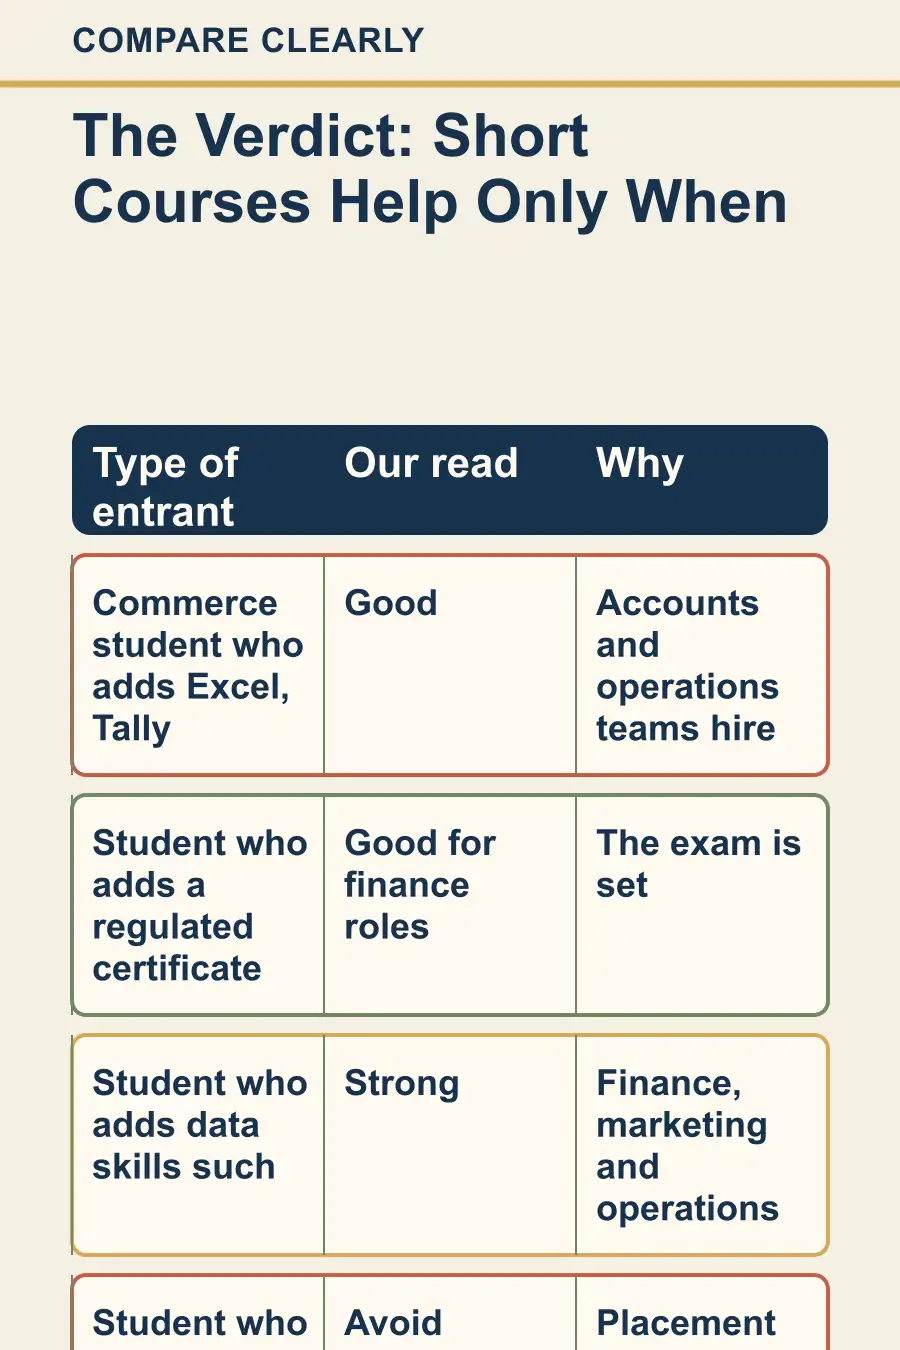 COMPARE CLEARLY
The Verdict: Short
Courses Help Only When
Type of
entrant
Our read
Why
Commerce
student who
adds Excel,
Tally
Good
Accounts
and
operations
teams hire
Student who
adds a
regulated
certificate
Good for
finance
roles
The exam is
set
Student who
adds data
skills such
Strong
Finance,
marketing
and
operations
Student who
Avoid
Placement